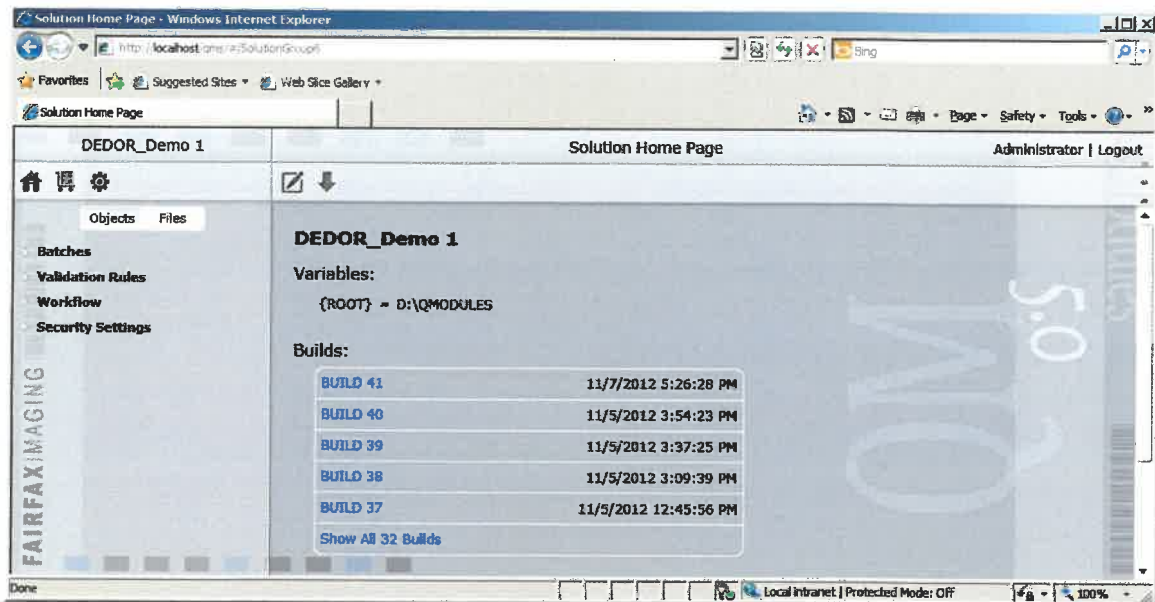 Solution Home Page - Windows Internet Explorer
http://localhost
Bing
Favorites Suggested Sites Web Slice Gallery
Solution Home Page
Page Safety Tools »
DEDOR_Demo 1 Solution Home Page Administrator | Logout
Objects Files
Batches
Validation Rules
Workflow
Security Settings
DEDOR_Demo 1
Variables:
{ROOT} = D:\QMODULES
Builds:
BUILD 41 11/7/2012 5:26:28 PM
BUILD 40 11/5/2012 3:54:23 PM
BUILD 39 11/5/2012 3:37:25 PM
BUILD 38 11/5/2012 3:09:39 PM
BUILD 37 11/5/2012 12:45:56 PM
Show All 32 Builds
FAIRFAXIMAGING
QM
5.0
Done Local intranet | Protected Mode: Off 100%